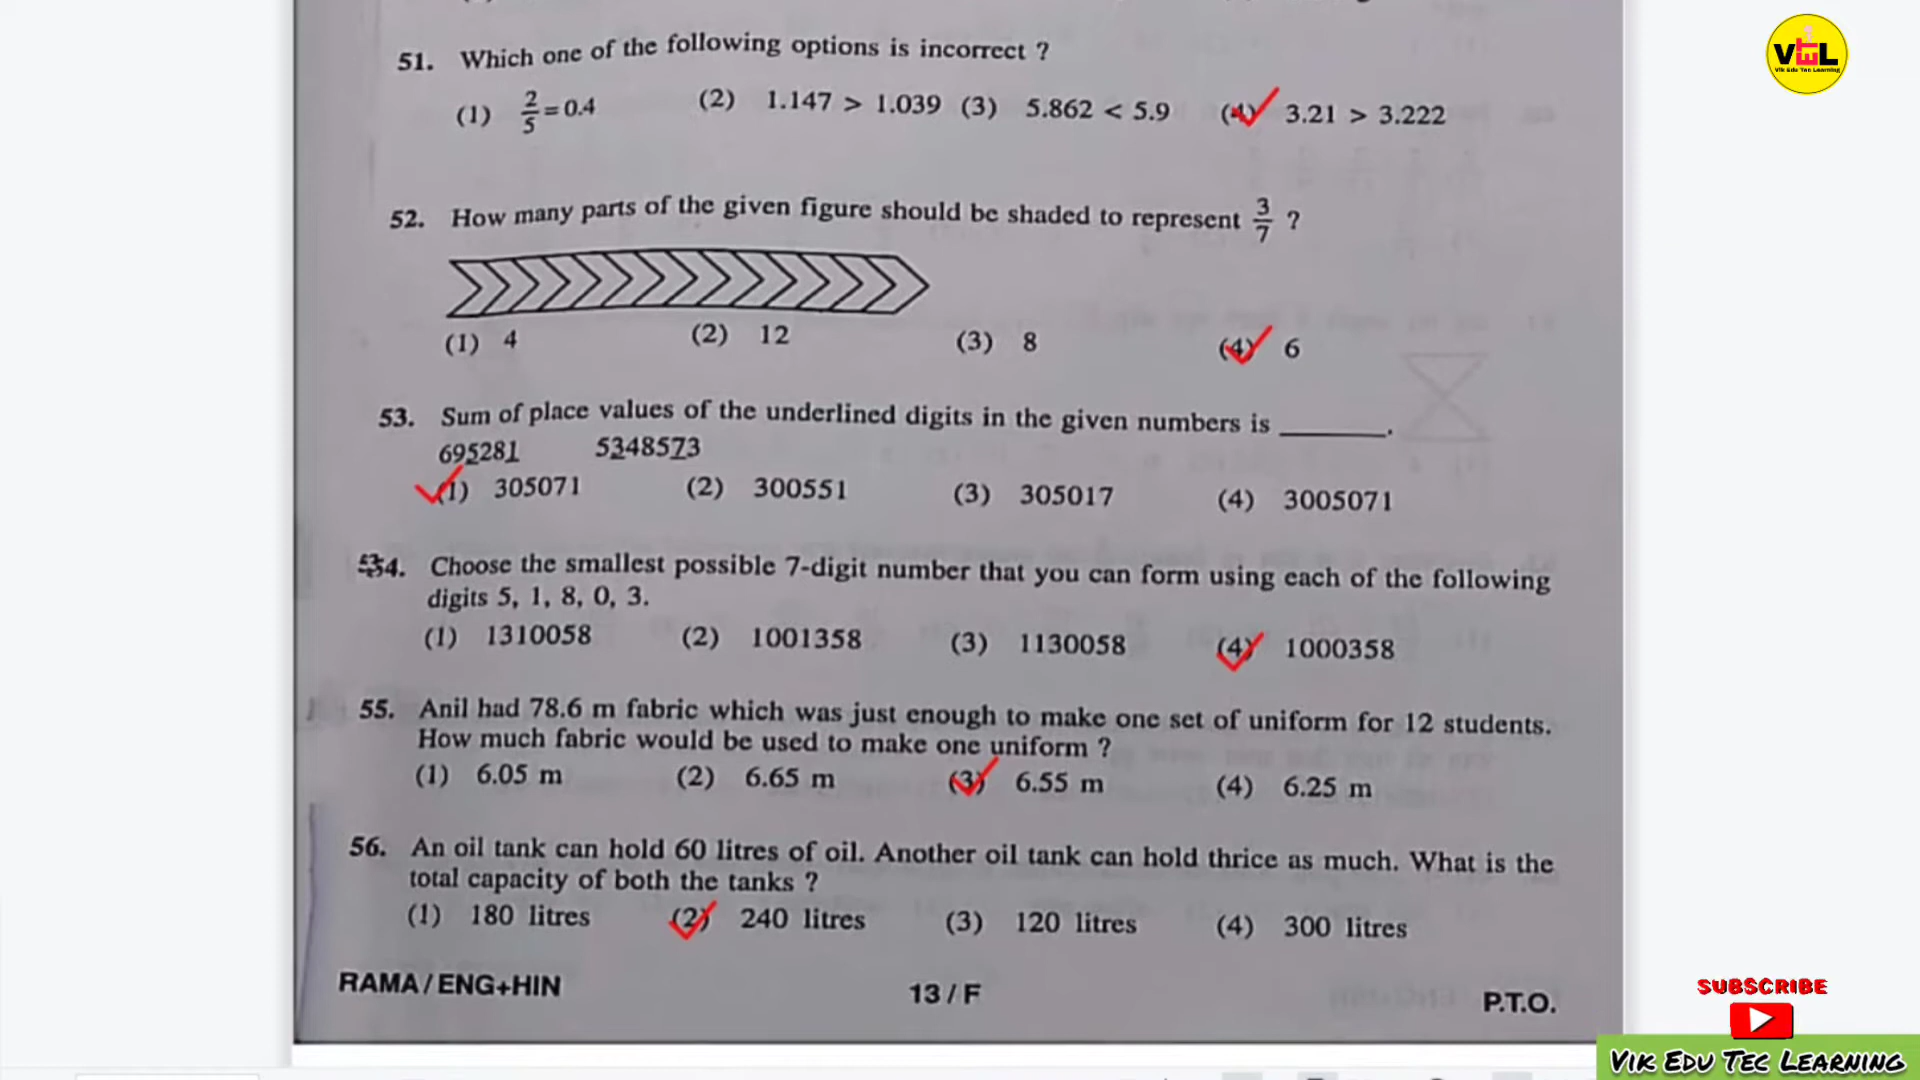 51. Which one of the following options is incorrect ?
(1) 2/5 = 0.4 (2) 1.147 > 1.039 (3) 5.862 < 5.9 (4) 3.21 > 3.222
52. How many parts of the given figure should be shaded to represent 3/7 ?
(1) 4 (2) 12 (3) 8 (4) 6
53. Sum of place values of the underlined digits in the given numbers is ________.
695281 5348573
(1) 305071 (2) 300551 (3) 305017 (4) 3005071
54. Choose the smallest possible 7-digit number that you can form using each of the following
digits 5, 1, 8, 0, 3.
(1) 1310058 (2) 1001358 (3) 1130058 (4) 1000358
55. Anil had 78.6 m fabric which was just enough to make one set of uniform for 12 students.
How much fabric would be used to make one uniform ?
(1) 6.05 m (2) 6.65 m (3) 6.55 m (4) 6.25 m
56. An oil tank can hold 60 litres of oil. Another oil tank can hold thrice as much. What is the
total capacity of both the tanks ?
(1) 180 litres (2) 240 litres (3) 120 litres (4) 300 litres
RAMA / ENG+HIN 13 / F P.T.O.
VETL
Vik Edu Tec Learning
SUBSCRIBE
VIK EDU TEC LEARNING